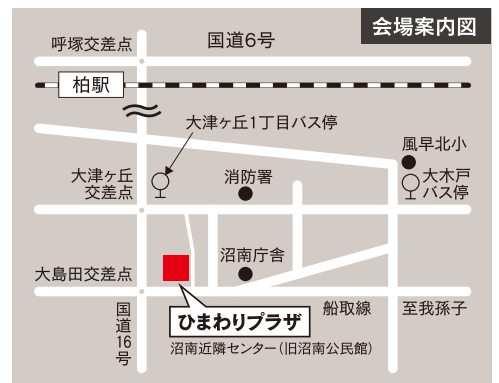 会場案内図
呼塚交差点
国道6号
柏駅
大津ヶ丘1丁目バス停
風早北小
大津ヶ丘
交差点
消防署
大木戸
バス停
沼南庁舎
大島田交差点
ひまわりプラザ
船取線
至我孫子
国道16号
沼南近隣センター(旧沼南公民館)